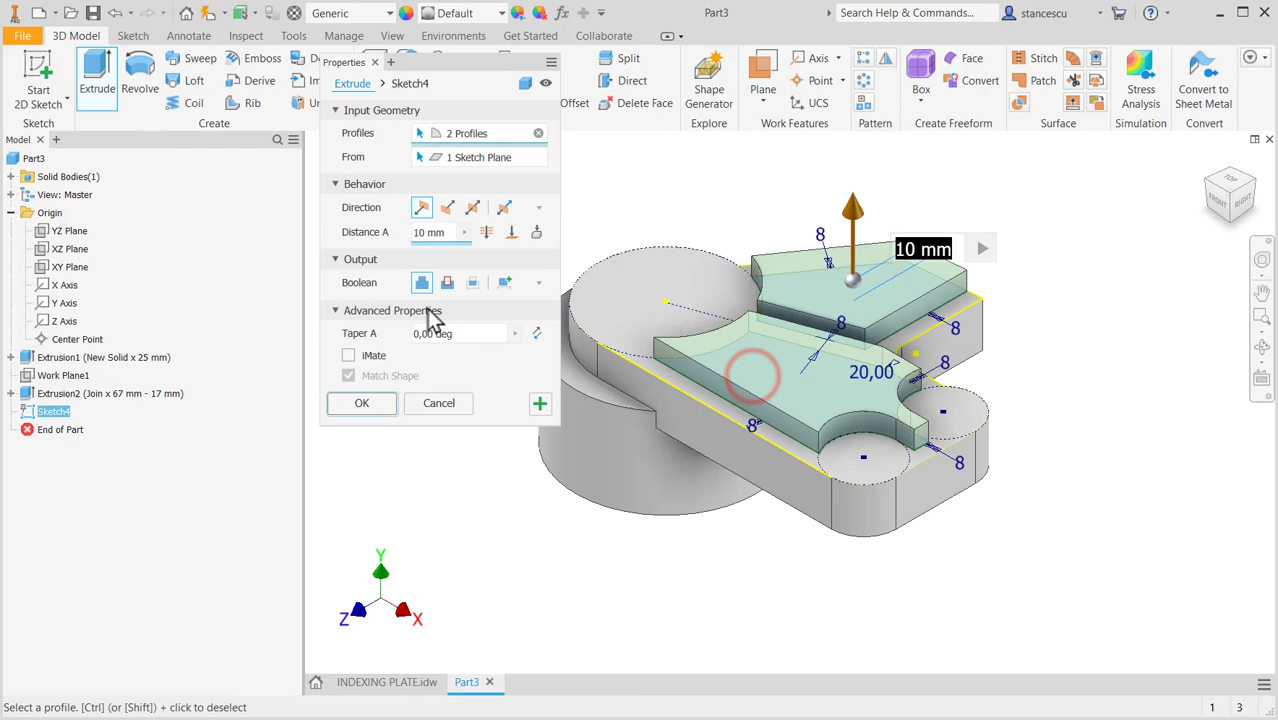 PRO
Generic
Default
fx
Part3
Search Help & Commands...
stancescu
File
3D Model
Sketch
Annotate
Inspect
Tools
Manage
View
Environments
Get Started
Collaborate
Start
2D Sketch
Extrude
Revolve
Sweep
Loft
Coil
Emboss
Derive
Rib
Split
Direct
Delete Face
Shape
Generator
Plane
Axis
Point
UCS
Box
Face
Convert
Stitch
Patch
Stress
Analysis
Convert to
Sheet Metal
Sketch
Create
Explore
Work Features
Pattern
Create Freeform
Surface
Simulation
Convert
Model
Part3
Solid Bodies(1)
View: Master
Origin
YZ Plane
XZ Plane
XY Plane
X Axis
Y Axis
Z Axis
Center Point
Extrusion1 (New Solid x 25 mm)
Work Plane1
Extrusion2 (Join x 67 mm - 17 mm)
Sketch4
End of Part
Properties
Extrude > Sketch4
Input Geometry
Profiles
2 Profiles
From
1 Sketch Plane
Behavior
Direction
Distance A
10 mm
Output
Boolean
Advanced Properties
Taper A
0,00 deg
iMate
Match Shape
OK
Cancel
10 mm
8
8
8
8
20,00
8
8
TOP
FRONT
RIGHT
Y
Z
X
INDEXING PLATE.idw
Part3
Select a profile. [Ctrl] (or [Shift]) + click to deselect
1
3